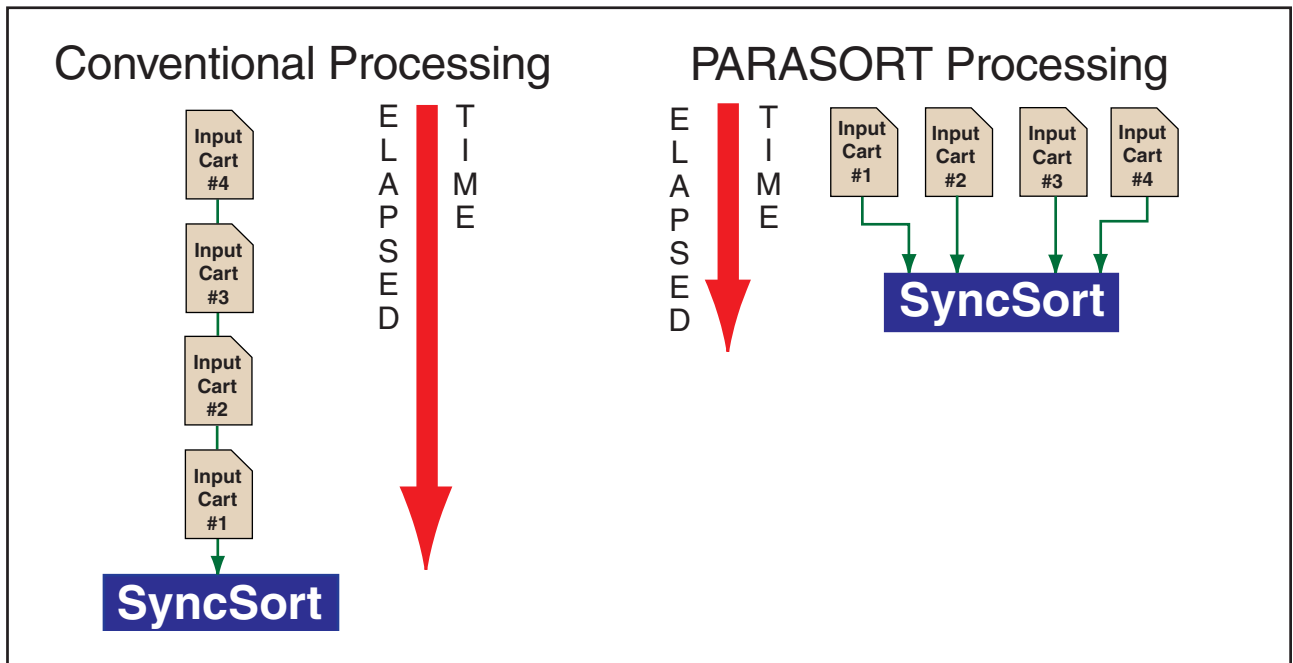 Conventional Processing
Input
Cart
#4
Input
Cart
#3
Input
Cart
#2
Input
Cart
#1
SyncSort
ELAPSED
TIME
PARASORT Processing
ELAPSED
TIME
Input
Cart
#1
Input
Cart
#2
Input
Cart
#3
Input
Cart
#4
SyncSort